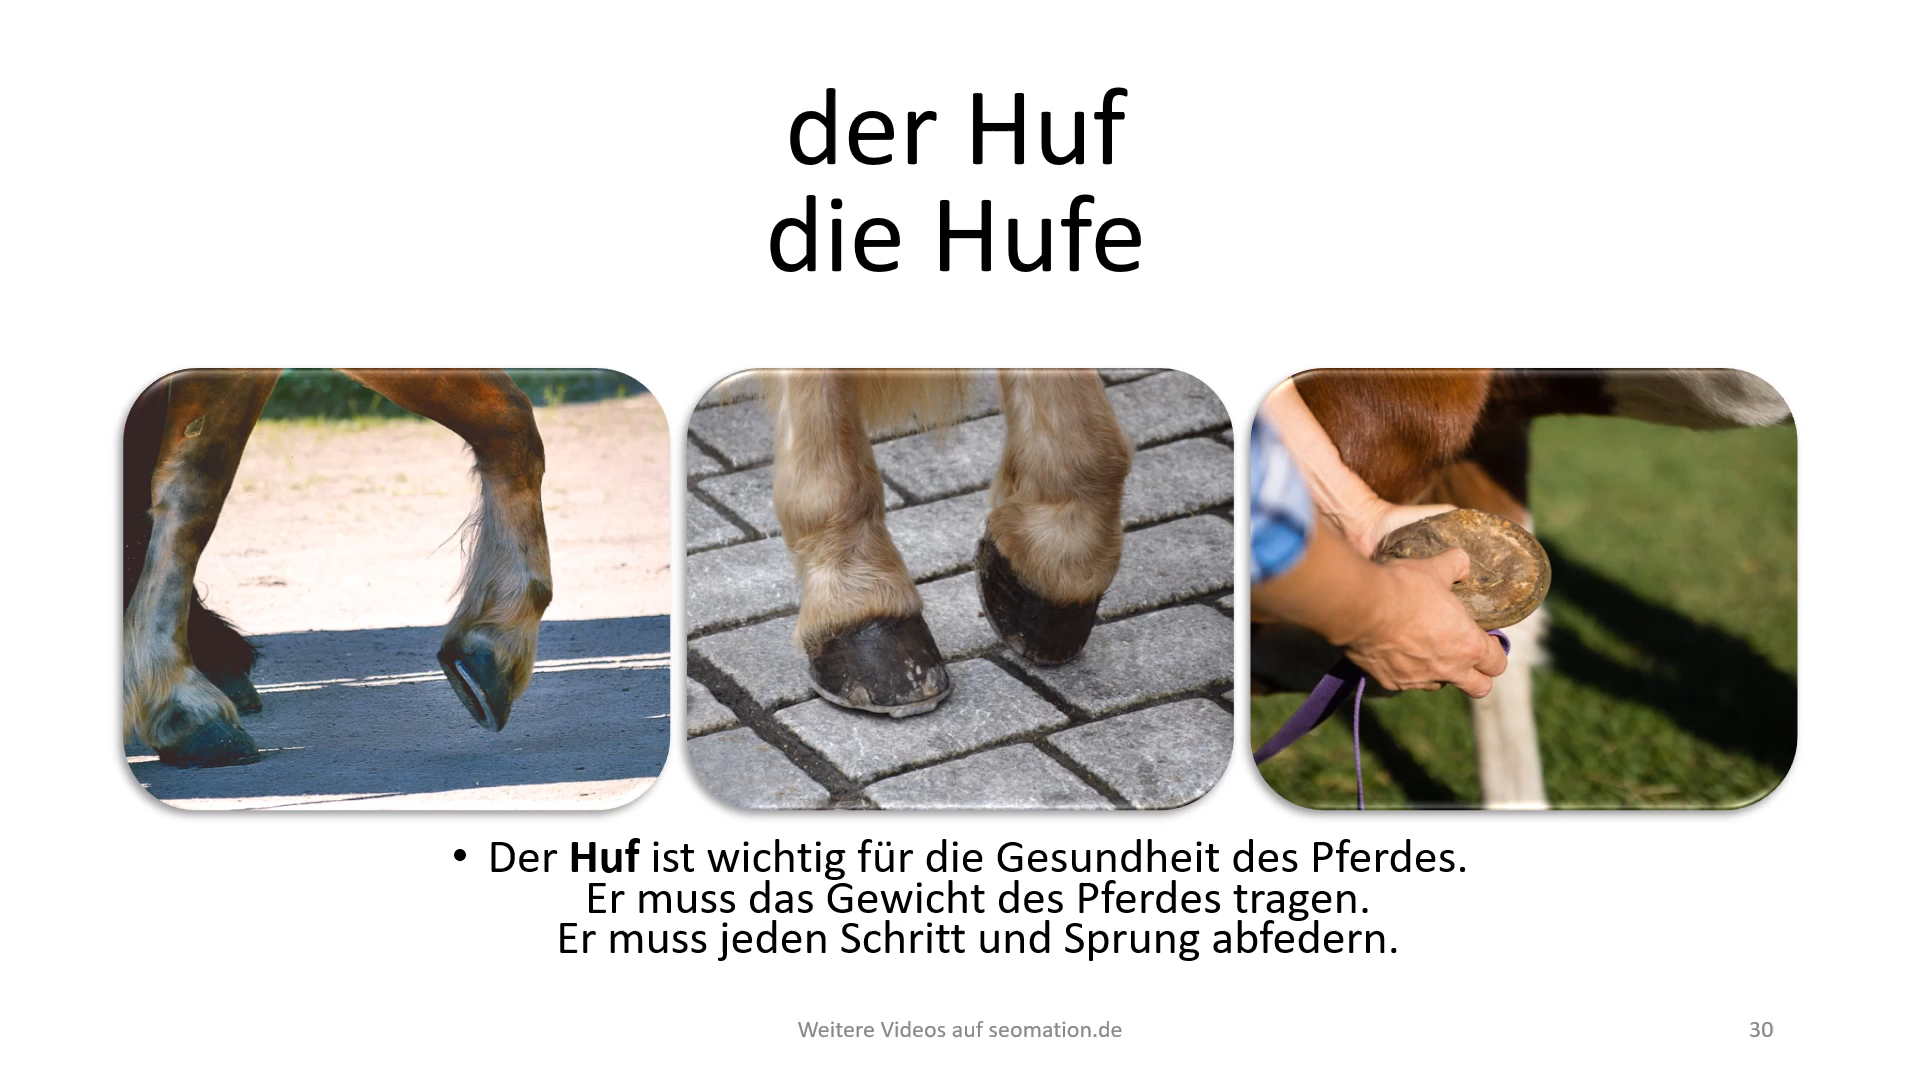 der Huf
die Hufe
• Der Huf ist wichtig für die Gesundheit des Pferdes.
Er muss das Gewicht des Pferdes tragen.
Er muss jeden Schritt und Sprung abfedern.
Weitere Videos auf seomation.de
30